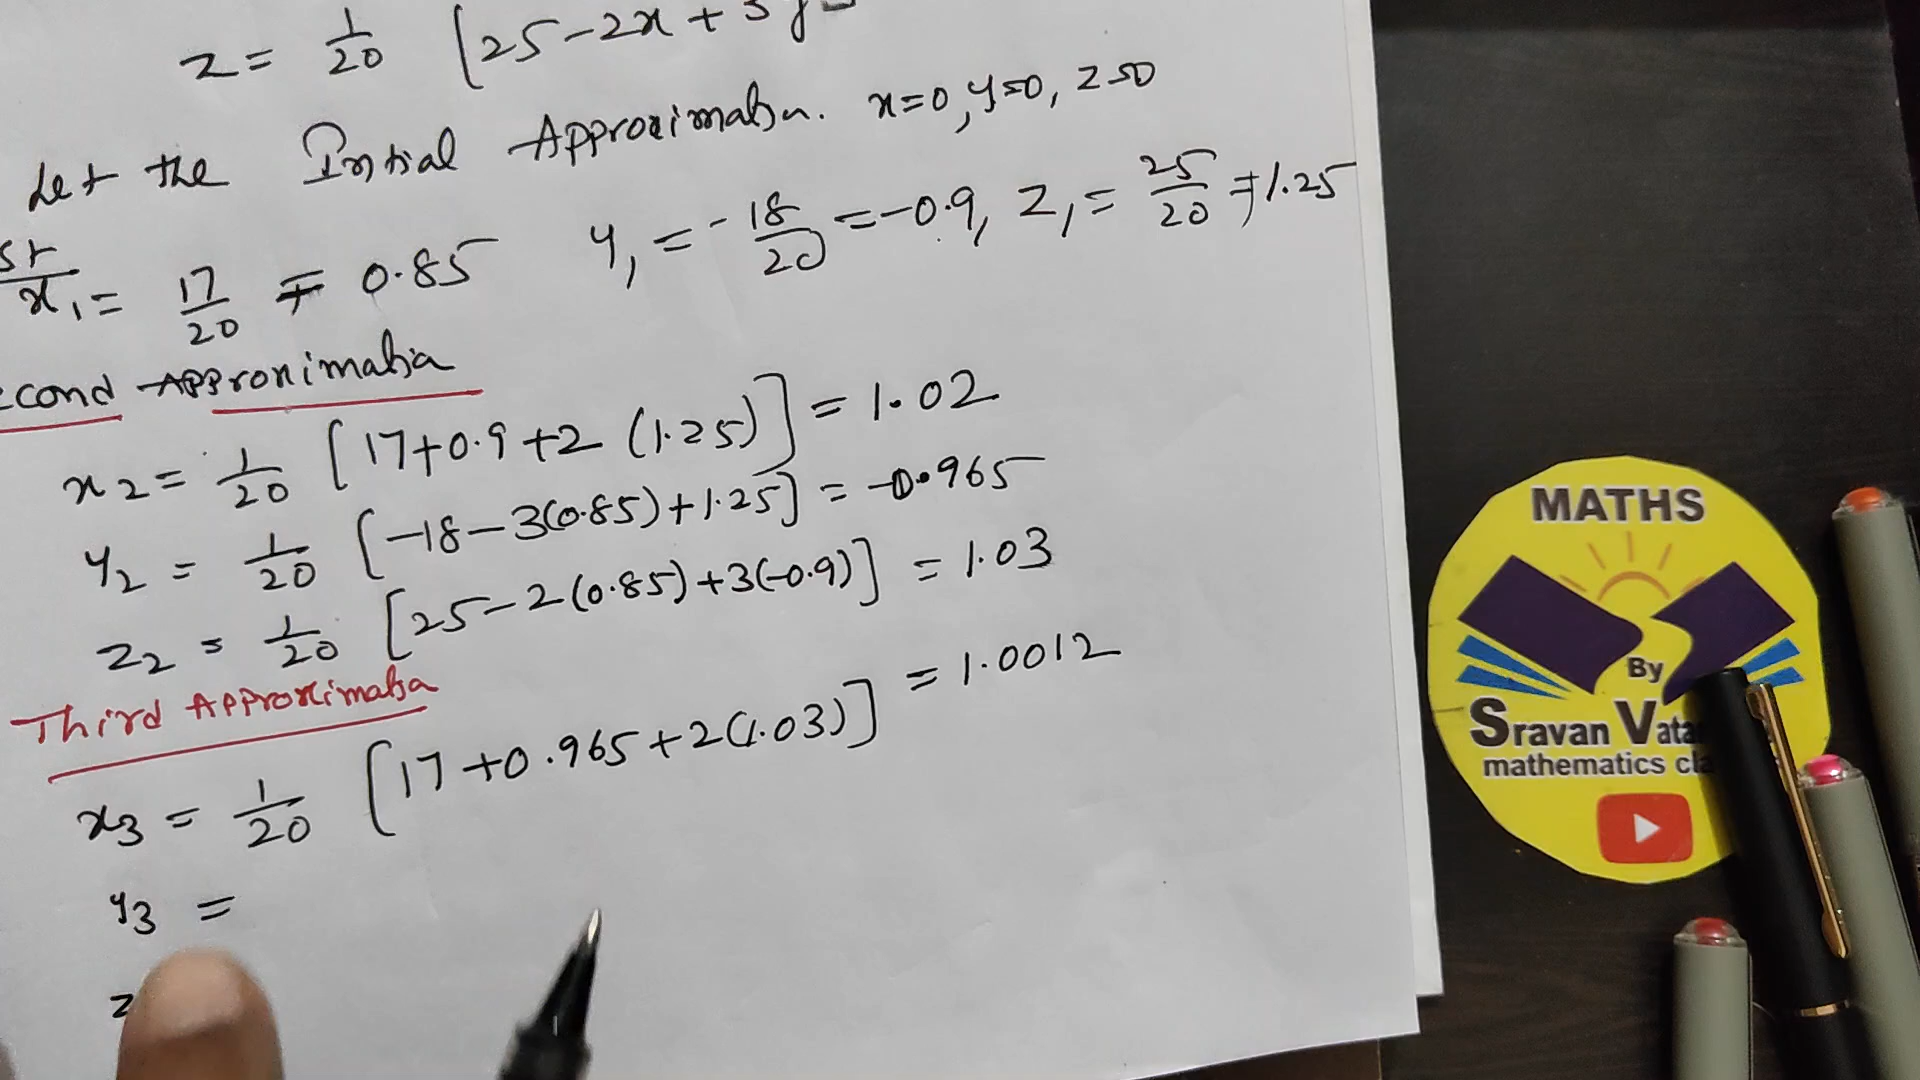 z = 1/20 [25-2x+3y
Let the Initial Approximation. x=0, y=0, z=0
x1 = 17/20 = 0.85 y1 = -18/20 = -0.9, z1 = 25/20 = 1.25
econd Approximation
x2 = 1/20 [17+0.9+2(1.25)] = 1.02
y2 = 1/20 [-18-3(0.85)+1.25] = -0.965
z2 = 1/20 [25-2(0.85)+3(-0.9)] = 1.03
Third Approximation
x3 = 1/20 [17+0.965+2(1.03)] = 1.0012
y3 =
z
MATHS
By
Sravan Vata
mathematics cla